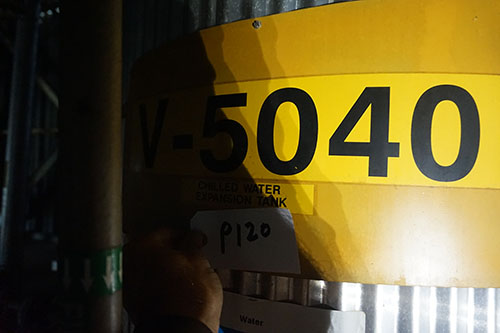 V-5040
CHILLED WATER
EXPANSION TANK
P120
Water